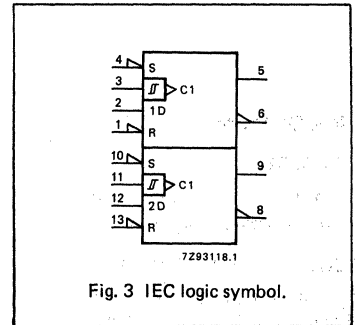 4 S 5
3 C1
2 1D 6
1 R
10 S 9
11 C1
12 2D 8
13 R
7Z93118.1
Fig. 3 IEC logic symbol.